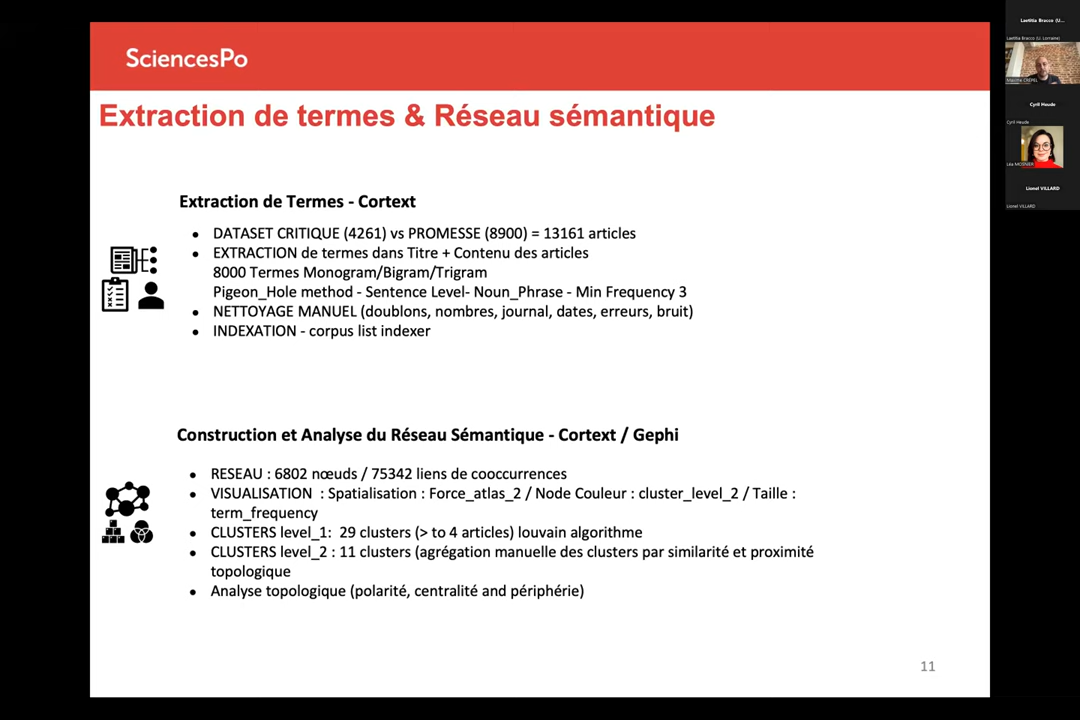 SciencesPo
Extraction de termes & Réseau sémantique
Extraction de Termes - Cortext
• DATASET CRITIQUE (4261) vs PROMESSE (8900) = 13161 articles
• EXTRACTION de termes dans Titre + Contenu des articles
8000 Termes Monogram/Bigram/Trigram
Pigeon_Hole method - Sentence Level- Noun_Phrase - Min Frequency 3
• NETTOYAGE MANUEL (doublons, nombres, journal, dates, erreurs, bruit)
• INDEXATION - corpus list indexer
Construction et Analyse du Réseau Sémantique - Cortext / Gephi
• RESEAU : 6802 nœuds / 75342 liens de cooccurrences
• VISUALISATION : Spatialisation : Force_atlas_2 / Node Couleur : cluster_level_2 / Taille :
term_frequency
• CLUSTERS level_1: 29 clusters (> to 4 articles) louvain algorithme
• CLUSTERS level_2 : 11 clusters (agrégation manuelle des clusters par similarité et proximité
topologique
• Analyse topologique (polarité, centralité and périphérie)
11
Laetitia Bracco (U...
Laetitia Bracco (U. Lorraine)
Maxime CREPEL
Cyril Heude
Cyril Heude
Léa MOSNIER
Lionel VILLARD
Lionel VILLARD